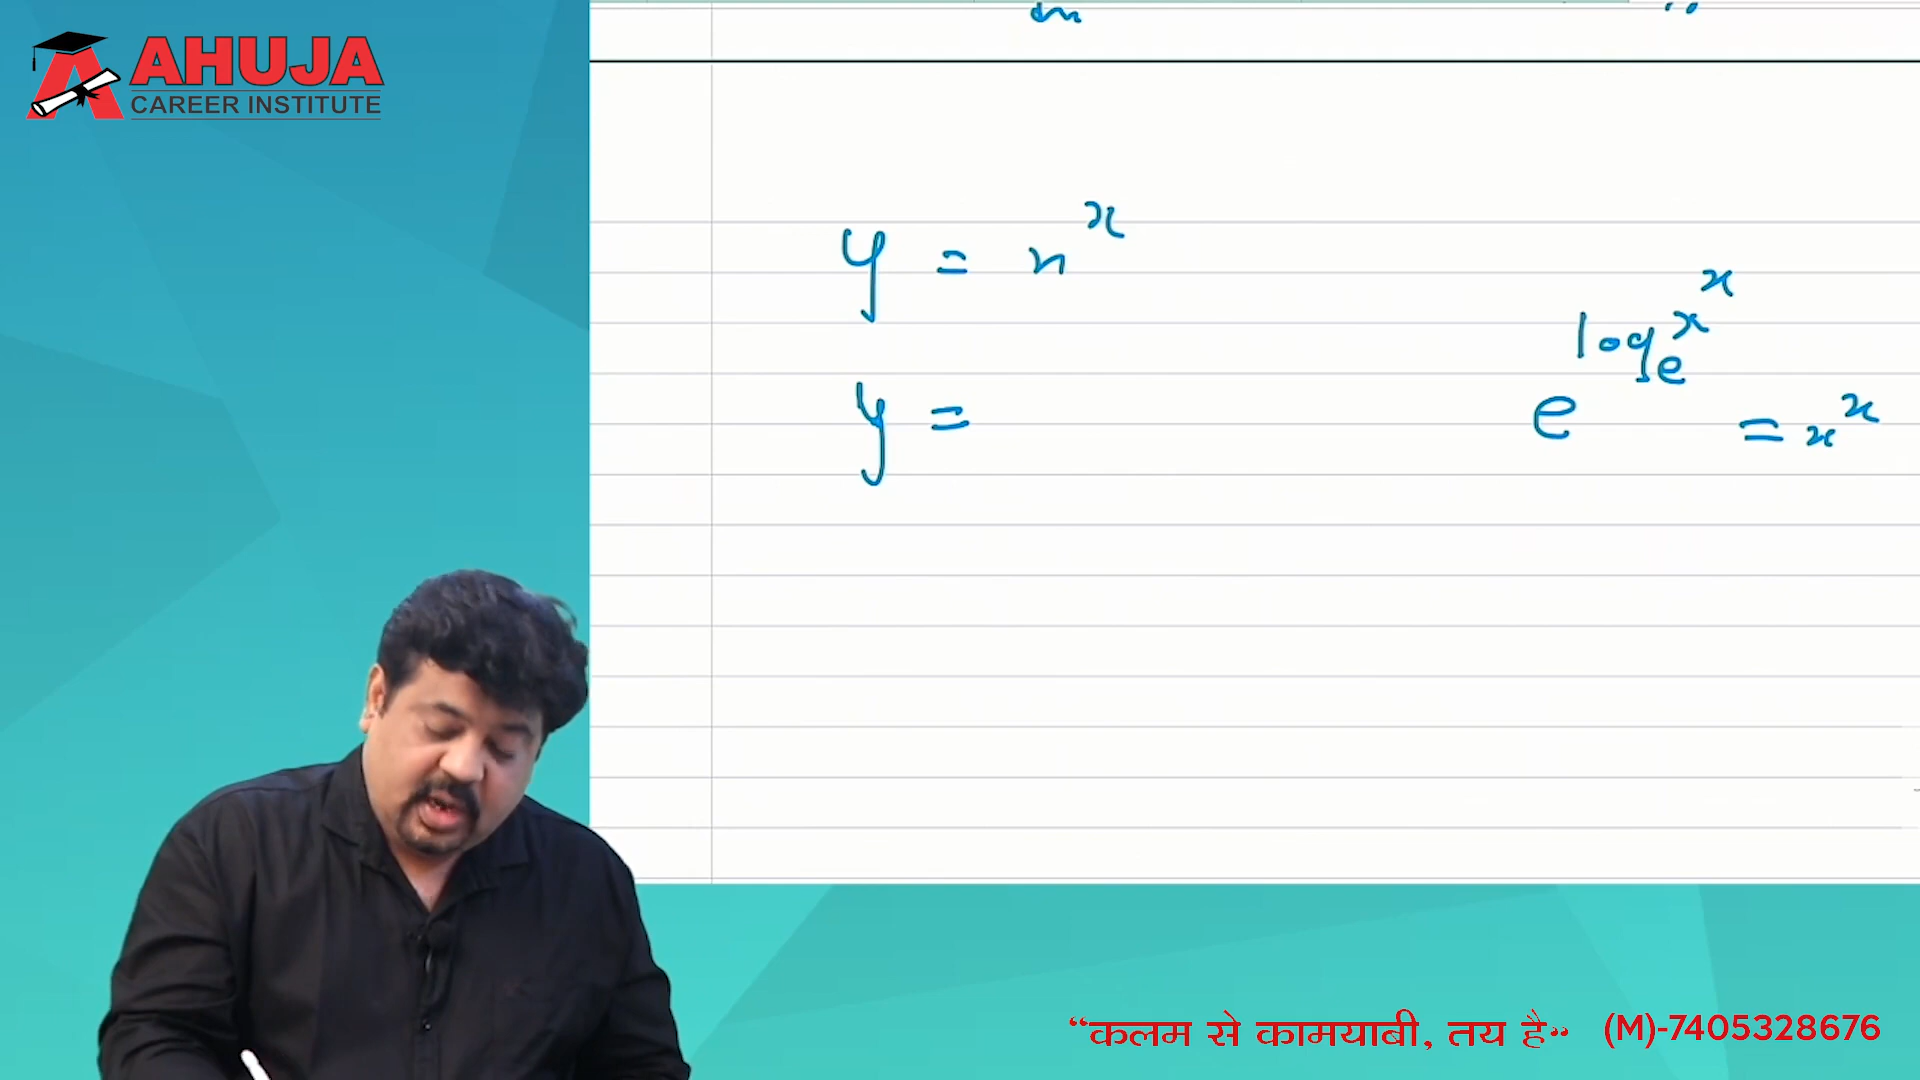 AHUJA
CAREER INSTITUTE
y = x^x
y =
e^{log_e x^x} = x^x
“कलम से कामयाबी, तय है” (M)-7405328676